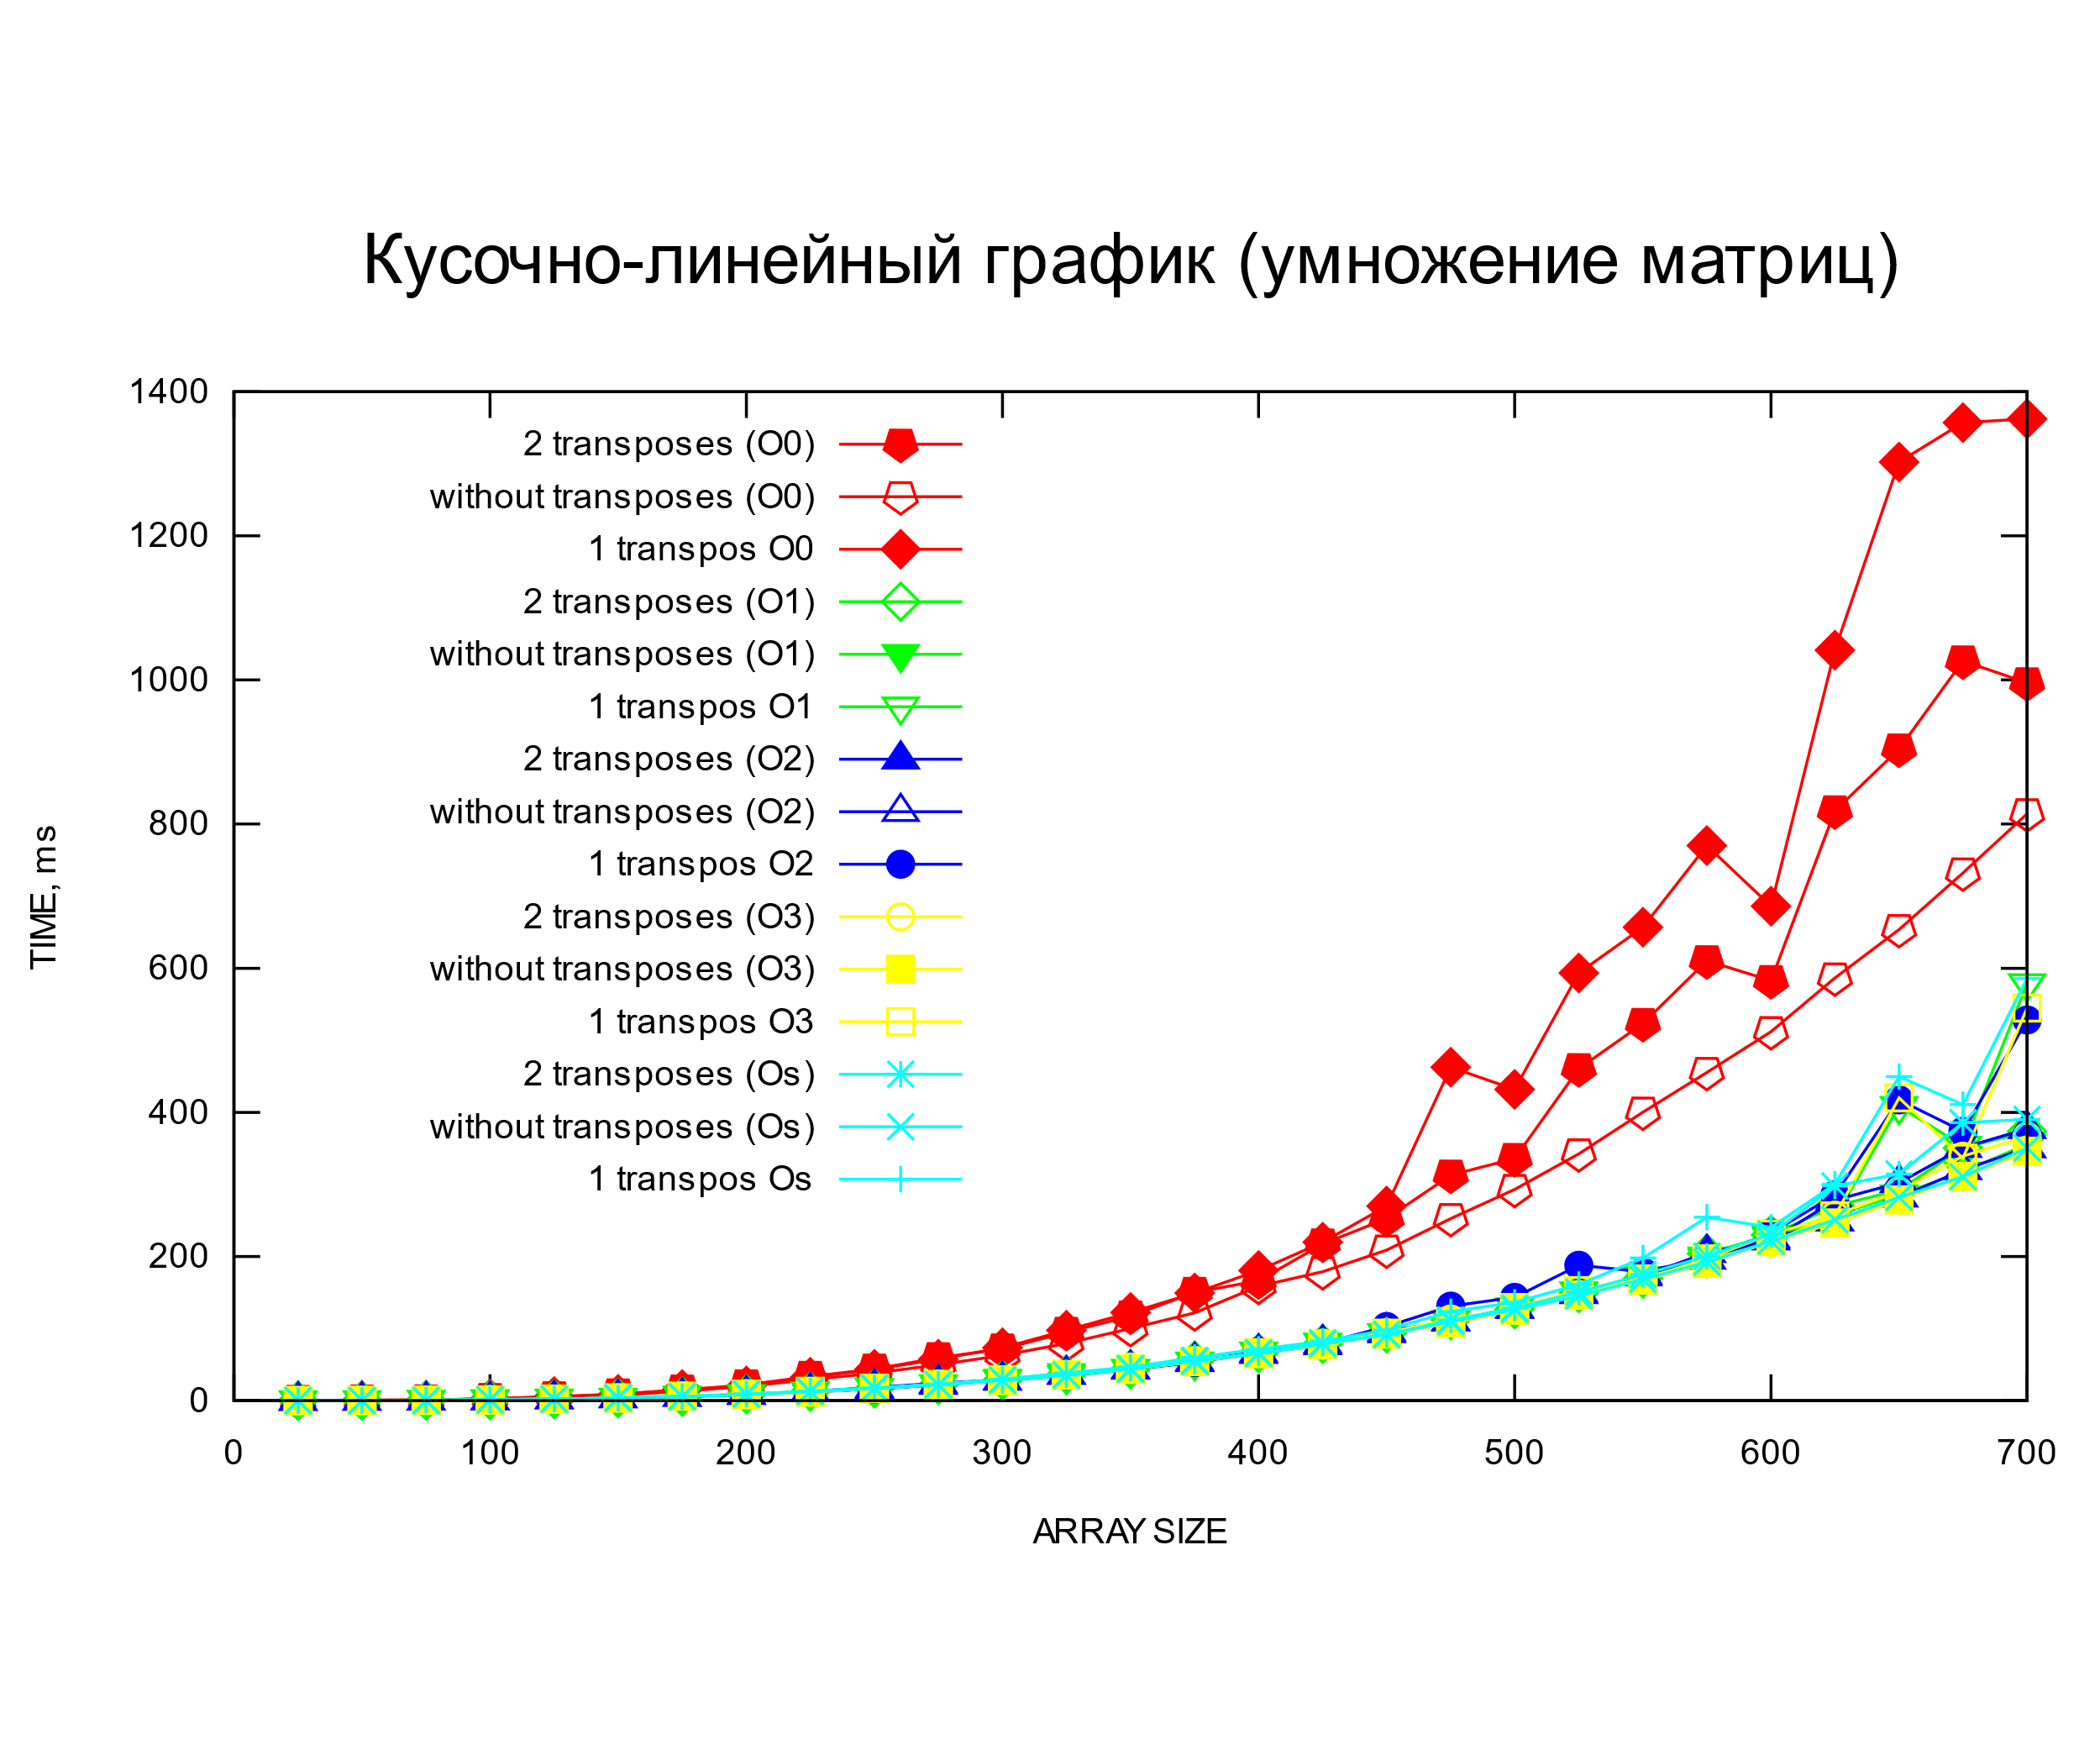 Кусочно-линейный график (умножение матриц)
1400
1200
1000
800
600
400
200
0
TIME, ms
2 transposes (O0)
without transposes (O0)
1 transpos O0
2 transposes (O1)
without transposes (O1)
1 transpos O1
2 transposes (O2)
without transposes (O2)
1 transpos O2
2 transposes (O3)
without transposes (O3)
1 transpos O3
2 transposes (Os)
without transposes (Os)
1 transpos Os
0 100 200 300 400 500 600 700
ARRAY SIZE